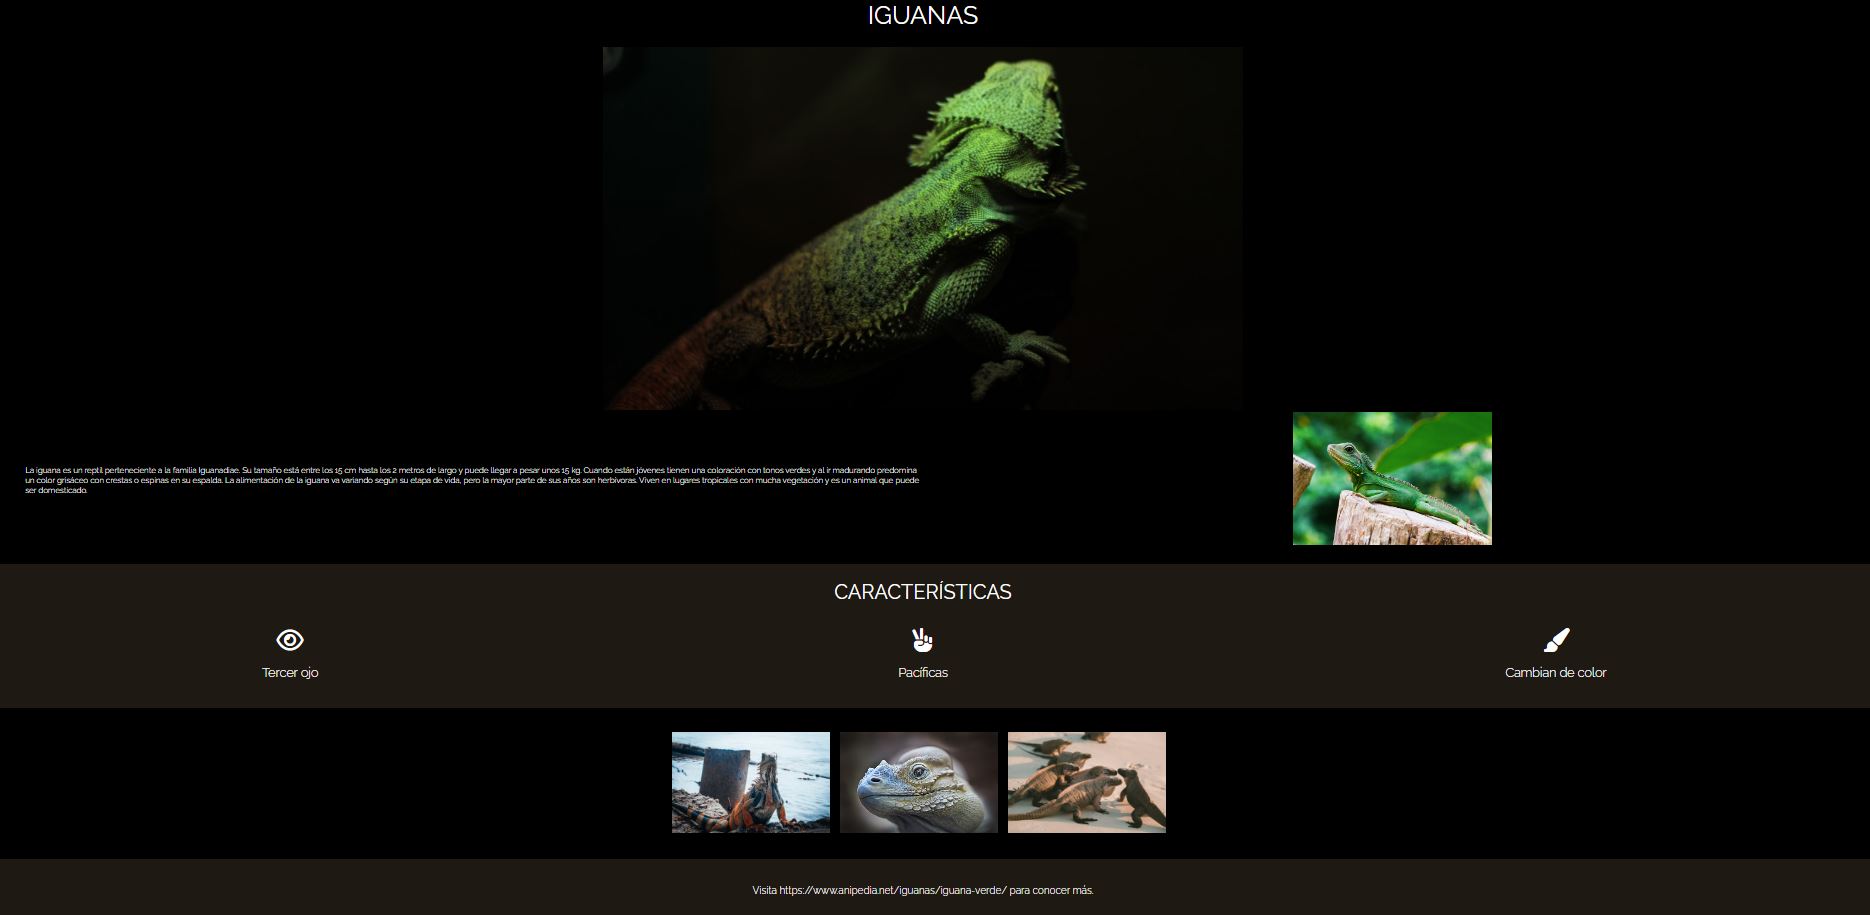 IGUANAS
La iguana es un reptil perteneciente a la familia Iguanadiae. Su tamaño está entre los 15 cm hasta los 2 metros de largo y puede llegar a pesar unos 15 kg. Cuando están jóvenes tienen una coloración con tonos verdes y al ir madurando predomina
un color grisáceo con crestas o espinas en su espalda. La alimentación de la iguana va variando según su etapa de vida, pero la mayor parte de sus años son herbívoras. Viven en lugares tropicales con mucha vegetación y es un animal que puede
ser domesticado.
CARACTERÍSTICAS
Tercer ojo
Pacíficas
Cambian de color
Visita https://www.anipedia.net/iguanas/iguana-verde/ para conocer más.